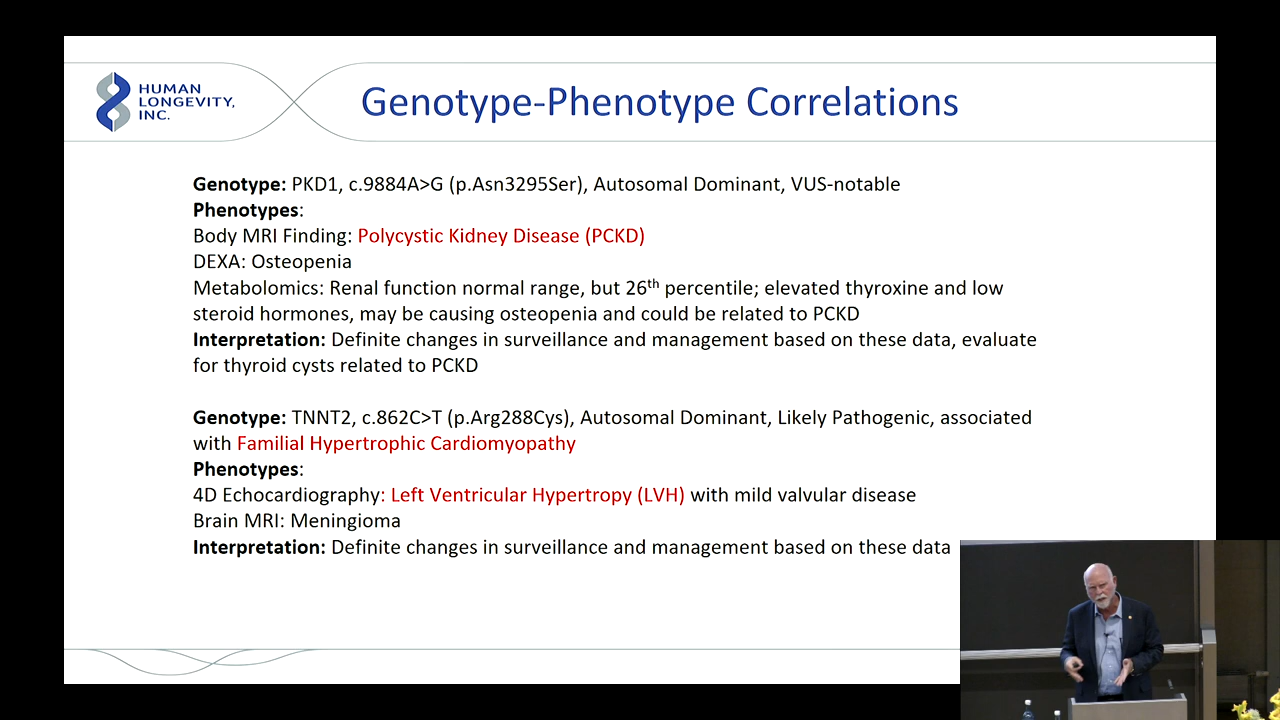 HUMAN
LONGEVITY,
INC.
Genotype-Phenotype Correlations
Genotype: PKD1, c.9884A>G (p.Asn3295Ser), Autosomal Dominant, VUS-notable
Phenotypes:
Body MRI Finding: Polycystic Kidney Disease (PCKD)
DEXA: Osteopenia
Metabolomics: Renal function normal range, but 26th percentile; elevated thyroxine and low
steroid hormones, may be causing osteopenia and could be related to PCKD
Interpretation: Definite changes in surveillance and management based on these data, evaluate
for thyroid cysts related to PCKD
Genotype: TNNT2, c.862C>T (p.Arg288Cys), Autosomal Dominant, Likely Pathogenic, associated
with Familial Hypertrophic Cardiomyopathy
Phenotypes:
4D Echocardiography: Left Ventricular Hypertropy (LVH) with mild valvular disease
Brain MRI: Meningioma
Interpretation: Definite changes in surveillance and management based on these data